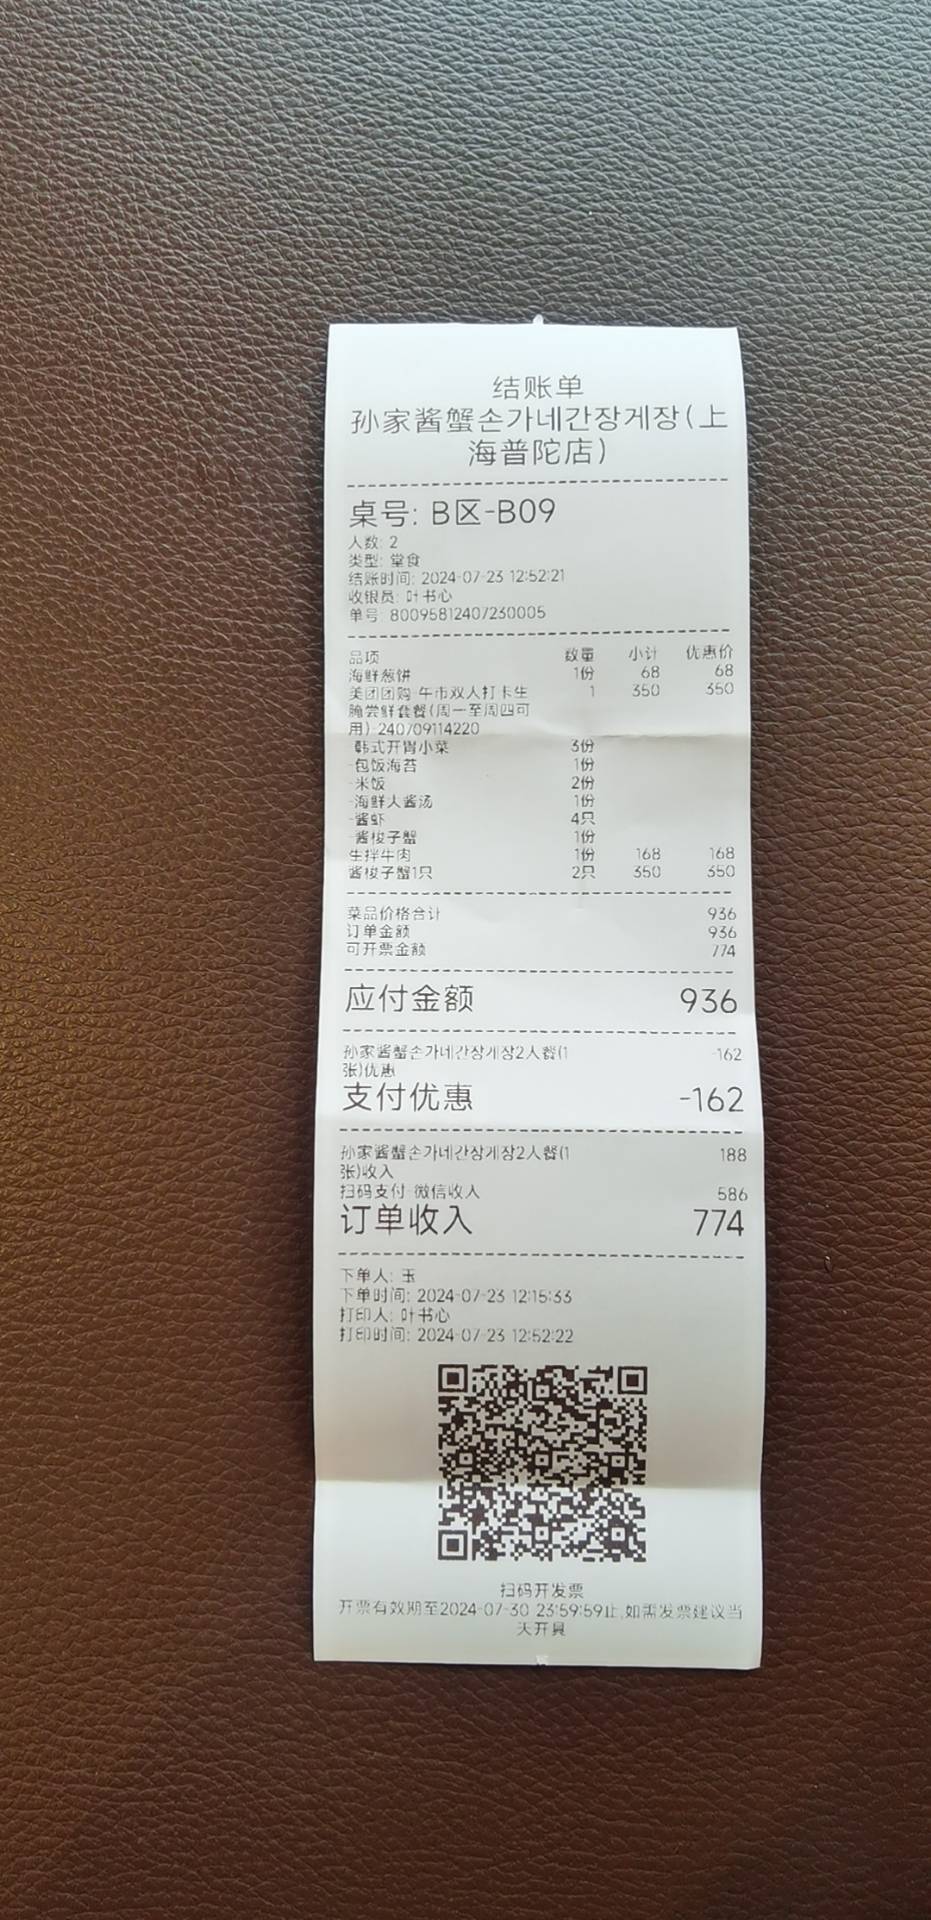 结账单
孙家酱蟹손가네간장게장(上
海普陀店)
桌号: B区-B09
人数: 2
类型: 堂食
结账时间: 2024-07-23 12:52:21
收银员: 叶书心
单号: 80095812407230005
品项 数量 小计 优惠价
海鲜葱饼 1份 68 68
美团团购-午市双人打卡生 1 350 350
腌尝鲜套餐(周一至周四可
用) 240709114220
-韩式开胃小菜 3份
-包饭海苔 1份
-米饭 2份
-海鲜大酱汤 1份
-酱虾 4只
-酱梭子蟹 1份
生拌牛肉 1份 168 168
酱梭子蟹1只 2只 350 350
菜品价格合计 936
订单金额 936
可开票金额 774
应付金额 936
孙家酱蟹손가네간장게장2人餐(1 -162
张)优惠
支付优惠 -162
孙家酱蟹손가네간장게장2人餐(1 188
张)收入
扫码支付-微信收入 586
订单收入 774
下单人: 玉
下单时间: 2024-07-23 12:15:33
打印人: 叶书心
打印时间: 2024-07-23 12:52:22
扫码开发票
开票有效期至2024-07-30 23:59:59止,如需发票建议当
天开具